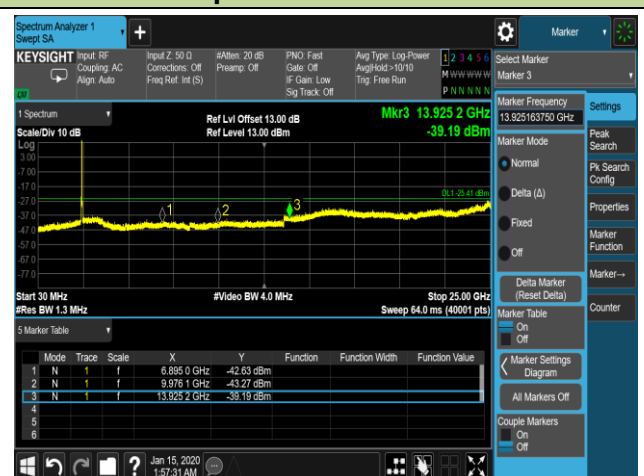 Spectrum Analyzer 1
Swept SA
+
Marker
KEYSIGHT
Input: RF
Coupling: AC
Align: Auto
Input Z: 50 Ω
Corrections: Off
Freq Ref: Int (S)
#Atten: 20 dB
Preamp: Off
PNO: Fast
Gate: Off
IF Gain: Low
Sig Track: Off
Avg Type: Log-Power
Avg|Hold:>10/10
Trig: Free Run
1 2 3 4 5 6
M W W W W W
P N N N N N
Select Marker
Marker 3
1 Spectrum
Scale/Div 10 dB
Ref Lvl Offset 13.00 dB
Ref Level 13.00 dBm
Mkr3 13.925 2 GHz
-39.19 dBm
Log
3.00
-7.00
-17.0
-27.0
-37.0
-47.0
-57.0
-67.0
-77.0
DL1 -25.41 dBm
1
2
3
Start 30 MHz
#Res BW 1.3 MHz
#Video BW 4.0 MHz
Stop 25.00 GHz
Sweep 64.0 ms (40001 pts)
5 Marker Table
Mode Trace Scale X Y Function Function Width Function Value
1 N 1 f 6.895 0 GHz -42.63 dBm
2 N 1 f 9.976 1 GHz -43.27 dBm
3 N 1 f 13.925 2 GHz -39.19 dBm
4
5
6
Marker Frequency
13.925163750 GHz
Marker Mode
Normal
Delta (Δ)
Fixed
Off
Delta Marker
(Reset Delta)
Marker Table
On
Off
Marker Settings
Diagram
All Markers Off
Couple Markers
On
Off
Settings
Peak
Search
Pk Search
Config
Properties
Marker
Function
Marker→
Counter
?
Jan 15, 2020
1:57:31 AM